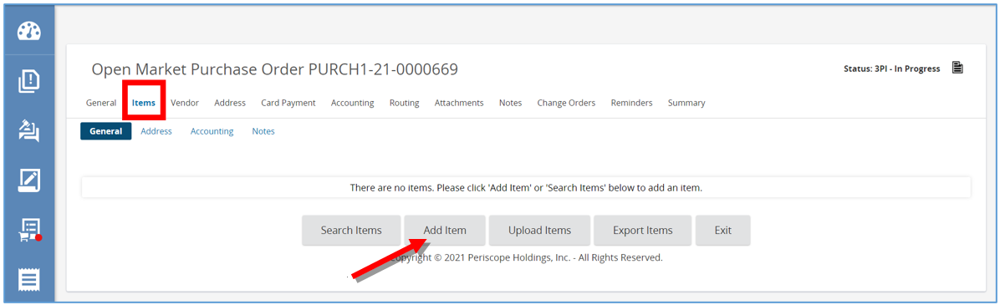 Open Market Purchase Order PURCH1-21-0000669
Status: 3PI - In Progress
General Items Vendor Address Card Payment Accounting Routing Attachments Notes Change Orders Reminders Summary
General Address Accounting Notes
There are no items. Please click 'Add Item' or 'Search Items' below to add an item.
Search Items Add Item Upload Items Export Items Exit
Copyright © 2021 Periscope Holdings, Inc. - All Rights Reserved.